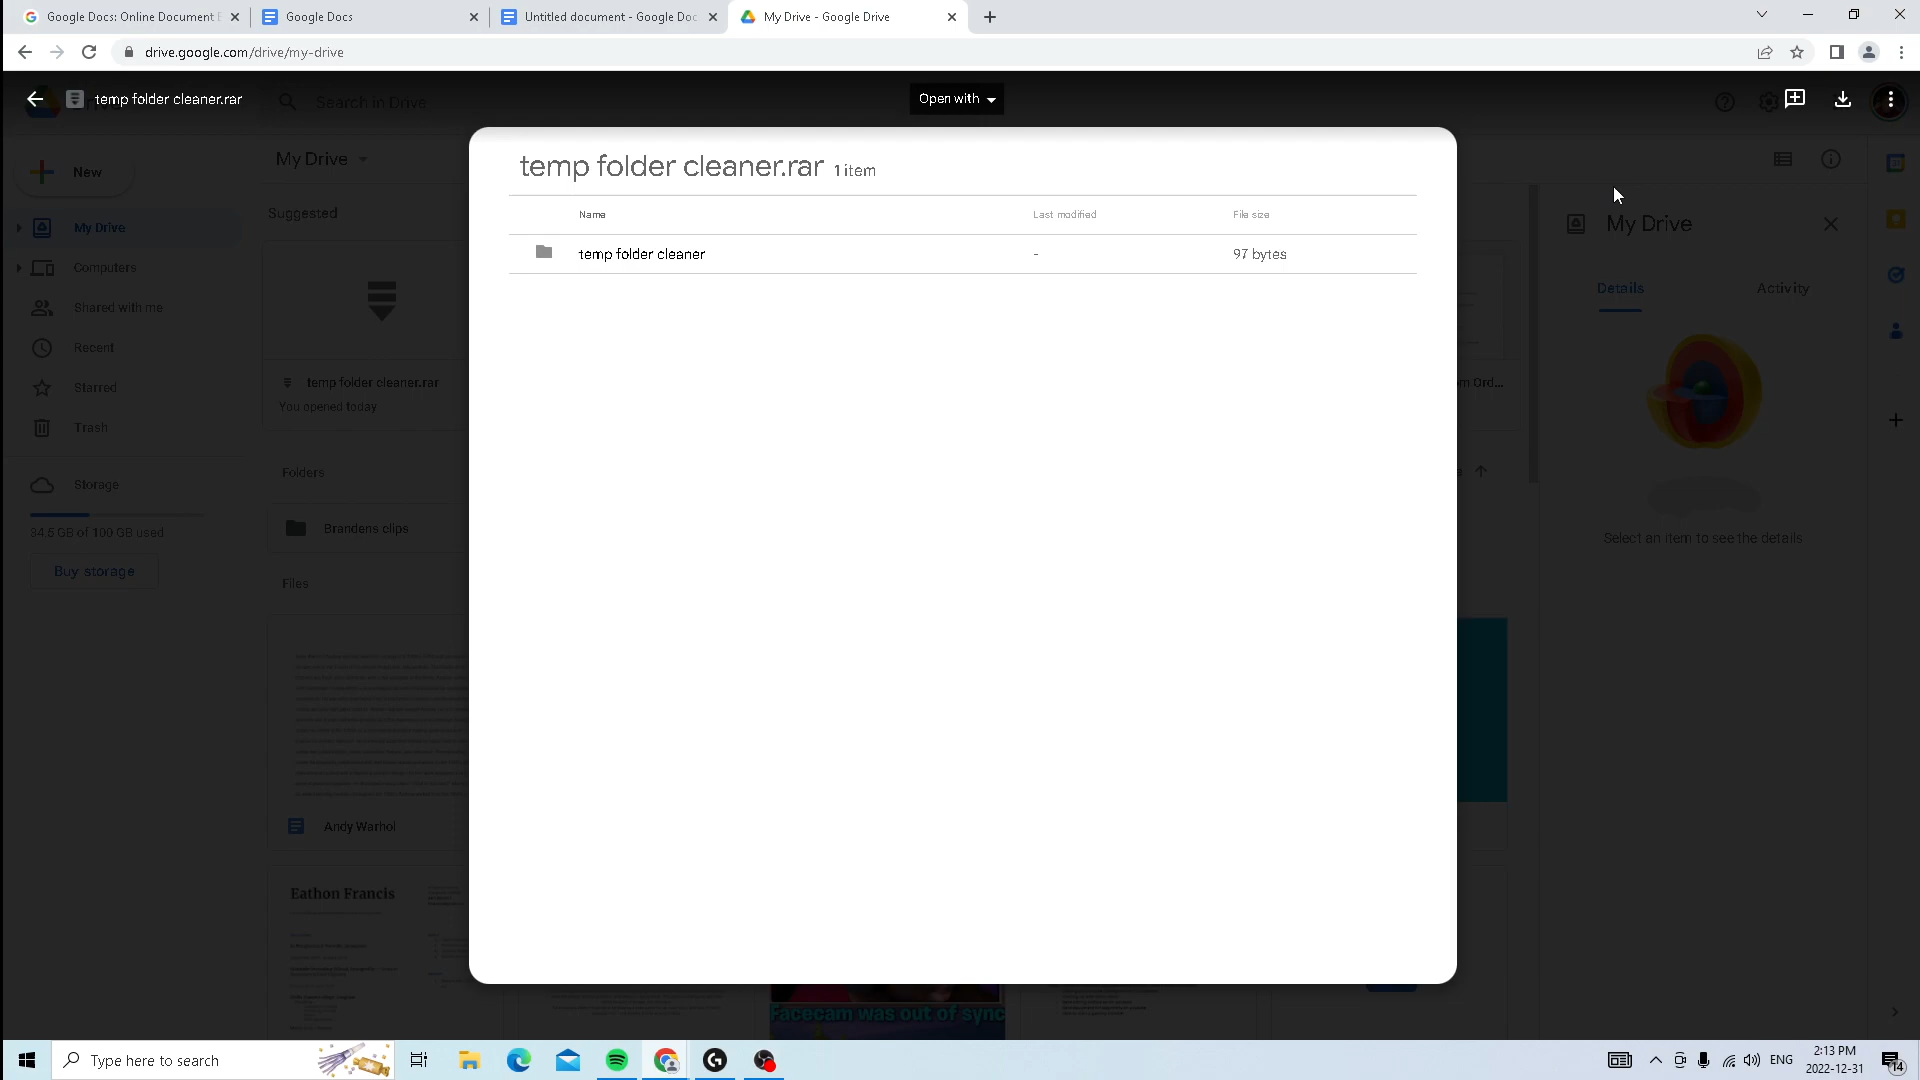 Google Docs: Online Document E
Google Docs
Untitled document - Google Doc
My Drive - Google Drive
drive.google.com/drive/my-drive
temp folder cleaner.rar
Search in Drive
Open with
New
My Drive
temp folder cleaner.rar 1 item
Suggested
Name
Last modified
File size
My Drive
My Drive
temp folder cleaner
-
97 bytes
Computers
Details
Activity
Shared with me
Recent
temp folder cleaner.rar
You opened today
m Ord...
Starred
Trash
Folders
Storage
34.5 GB of 100 GB used
Brandens clips
Select an item to see the details
Buy storage
Files
Andy Warhol
Eathon Francis
Facecam was out of sync
Type here to search
ENG
2:13 PM
2022-12-31
14